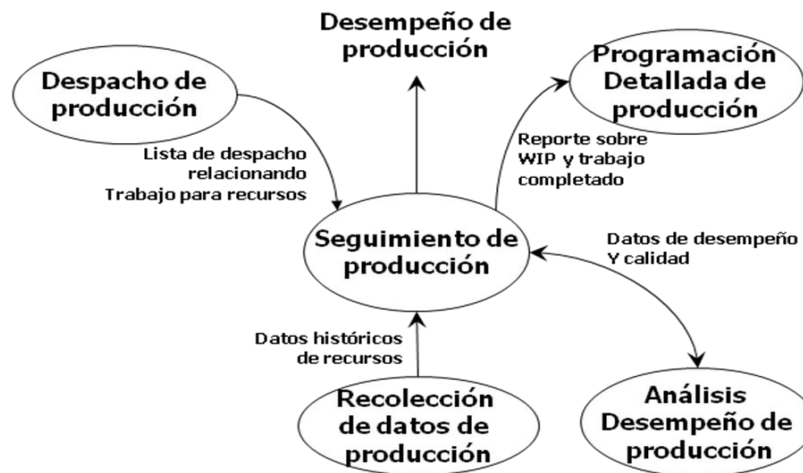 Desempeño de
producción
Despacho de
producción
Programación
Detallada de
producción
Lista de despacho
relacionando
Trabajo para recursos
Reporte sobre
WIP y trabajo
completado
Seguimiento de
producción
Datos de desempeño
Y calidad
Datos históricos
de recursos
Recolección
de datos de
producción
Análisis
Desempeño de
producción